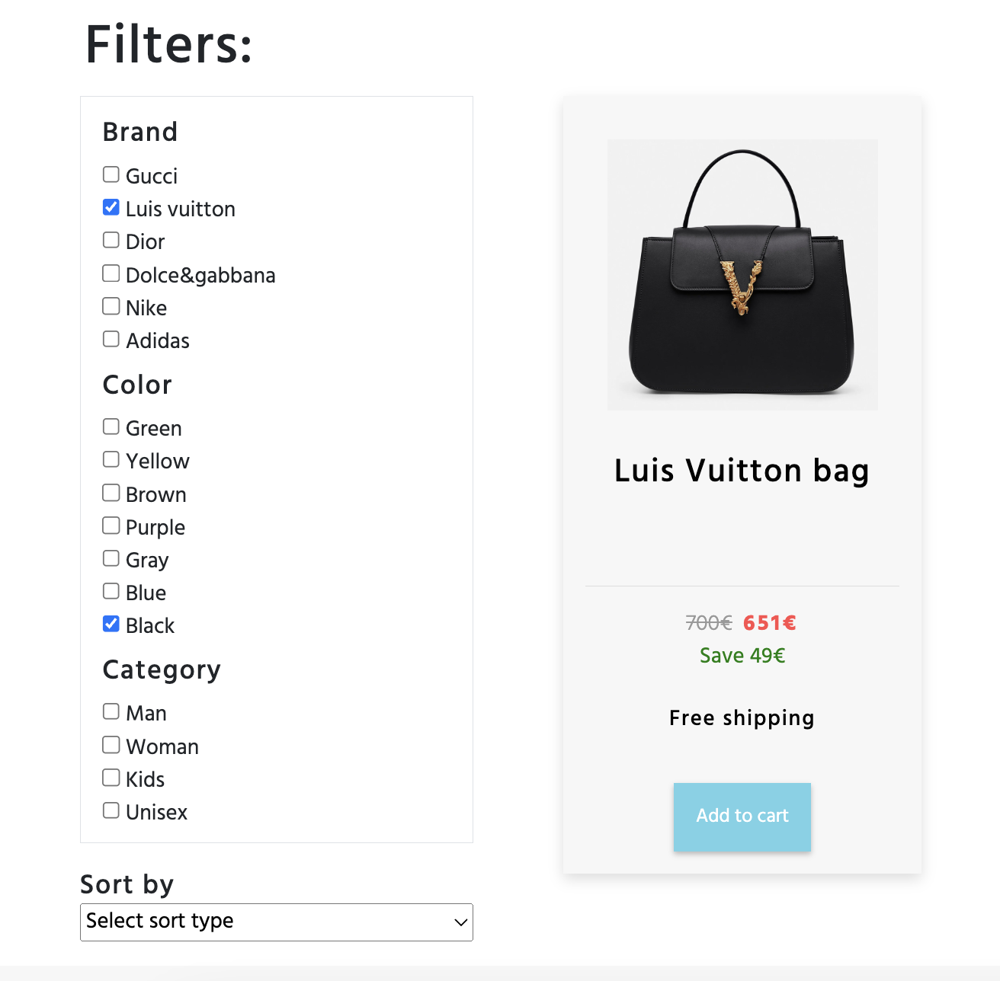 Filters:
Brand
Gucci
Luis vuitton
Dior
Dolce&gabbana
Nike
Adidas
Color
Green
Yellow
Brown
Purple
Gray
Blue
Black
Category
Man
Woman
Kids
Unisex
Sort by
Select sort type
V
Luis Vuitton bag
700€ 651€
Save 49€
Free shipping
Add to cart